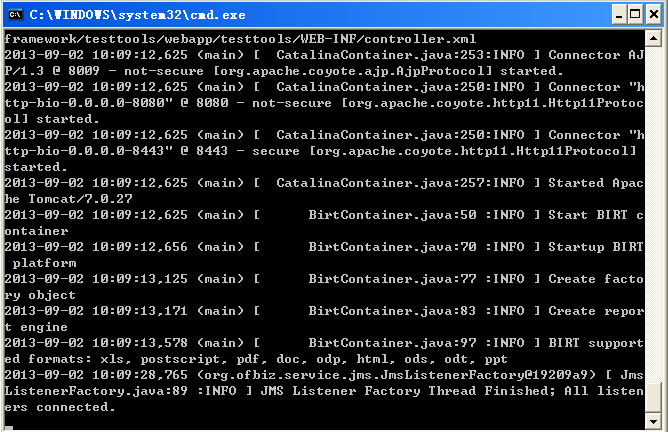 C:\WINDOWS\system32\cmd.exe
framework/testtools/webapp/testtools/WEB-INF/controller.xml
2013-09-02 10:09:12,625 (main) [  CatalinaContainer.java:253:INFO ] Connector AJ
P/1.3 @ 8009 - not-secure [org.apache.coyote.ajp.AjpProtocol] started.
2013-09-02 10:09:12,625 (main) [  CatalinaContainer.java:250:INFO ] Connector "h
ttp-bio-0.0.0.0-8080" @ 8080 - not-secure [org.apache.coyote.http11.Http11Protoc
ol] started.
2013-09-02 10:09:12,625 (main) [  CatalinaContainer.java:250:INFO ] Connector "h
ttp-bio-0.0.0.0-8443" @ 8443 - secure [org.apache.coyote.http11.Http11Protocol]
started.
2013-09-02 10:09:12,625 (main) [  CatalinaContainer.java:257:INFO ] Started Apac
he Tomcat/7.0.27
2013-09-02 10:09:12,625 (main) [      BirtContainer.java:50 :INFO ] Start BIRT c
ontainer
2013-09-02 10:09:12,656 (main) [      BirtContainer.java:70 :INFO ] Startup BIRT
 platform
2013-09-02 10:09:13,125 (main) [      BirtContainer.java:77 :INFO ] Create facto
ry object
2013-09-02 10:09:13,171 (main) [      BirtContainer.java:83 :INFO ] Create repor
t engine
2013-09-02 10:09:13,578 (main) [      BirtContainer.java:97 :INFO ] BIRT support
ed formats: xls, postscript, pdf, doc, odp, html, ods, odt, ppt
2013-09-02 10:09:28,765 (org.ofbiz.service.jms.JmsListenerFactory@19209a9) [ Jms
ListenerFactory.java:89 :INFO ] JMS Listener Factory Thread Finished; All listen
ers connected.